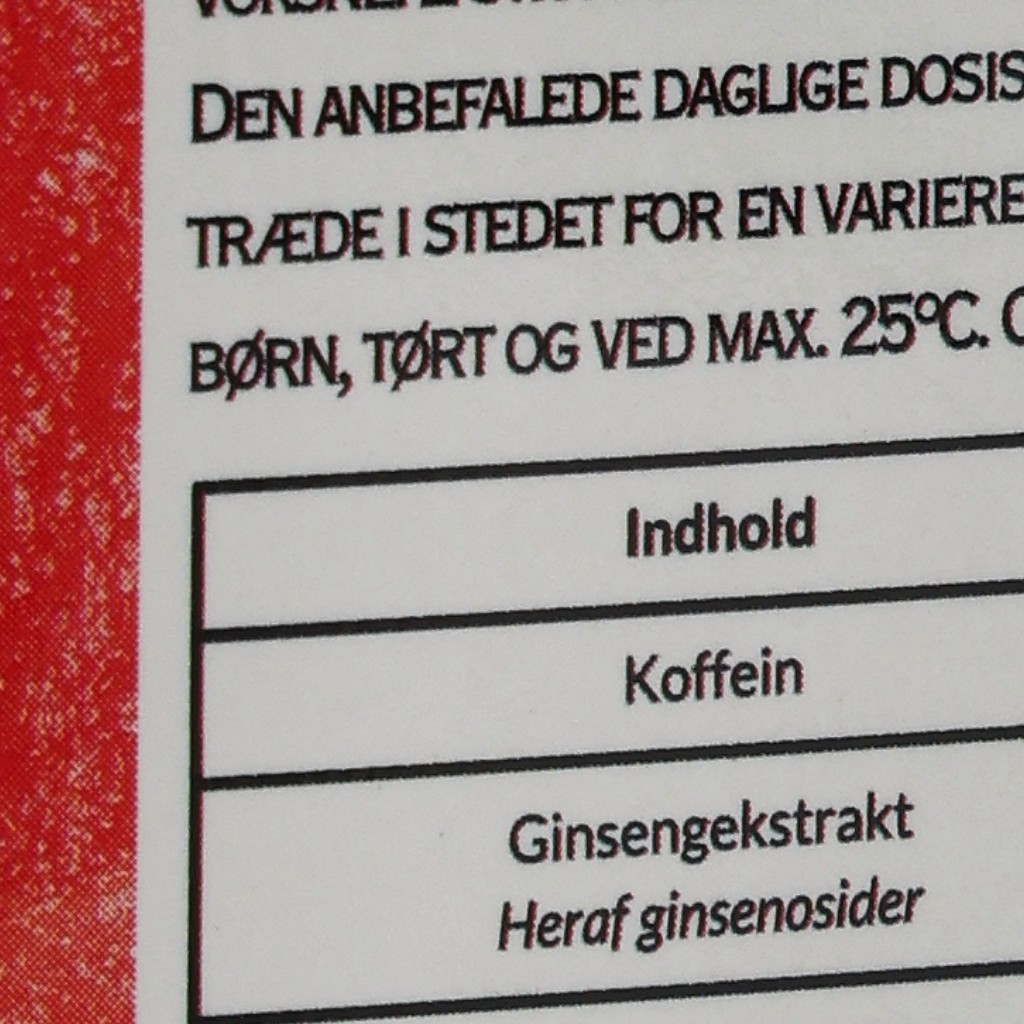 DEN ANBEFALEDE DAGLIGE DOSIS
TRÆDE I STEDET FOR EN VARIERE
BØRN, TØRT OG VED MAX. 25°C.
Indhold
Koffein
Ginsengekstrakt
Heraf ginsenosider